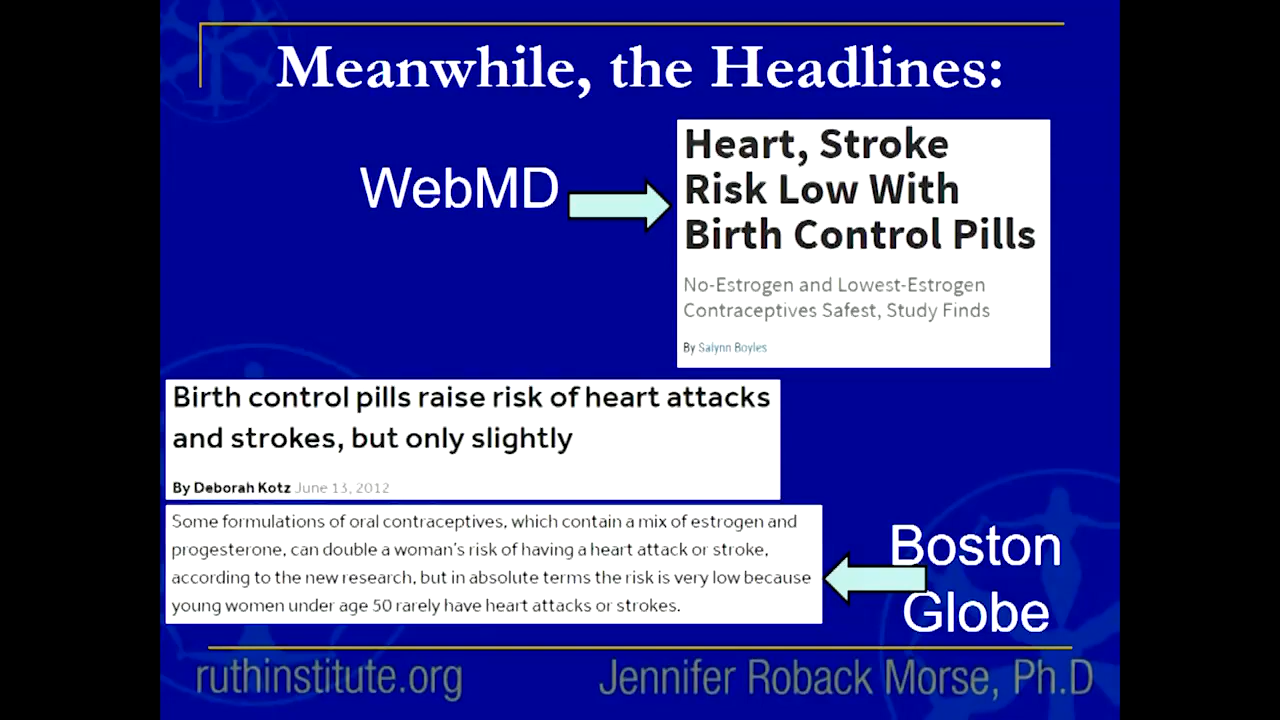 Meanwhile, the Headlines:
WebMD
Heart, Stroke
Risk Low With
Birth Control Pills
No-Estrogen and Lowest-Estrogen
Contraceptives Safest, Study Finds
By Salynn Boyles
Birth control pills raise risk of heart attacks
and strokes, but only slightly
By Deborah Kotz June 13, 2012
Some formulations of oral contraceptives, which contain a mix of estrogen and
progesterone, can double a woman's risk of having a heart attack or stroke,
according to the new research, but in absolute terms the risk is very low because
young women under age 50 rarely have heart attacks or strokes.
Boston
Globe
ruthinstitute.org
Jennifer Roback Morse, Ph.D